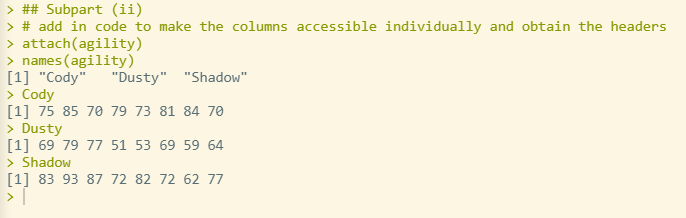 > ## Subpart (ii)
> # add in code to make the columns accessible individually and obtain the headers
> attach(agility)
> names(agility)
[1] "Cody"   "Dusty"  "Shadow"
> Cody
[1] 75 85 70 79 73 81 84 70
> Dusty
[1] 69 79 77 51 53 69 59 64
> Shadow
[1] 83 93 87 72 82 72 62 77
>